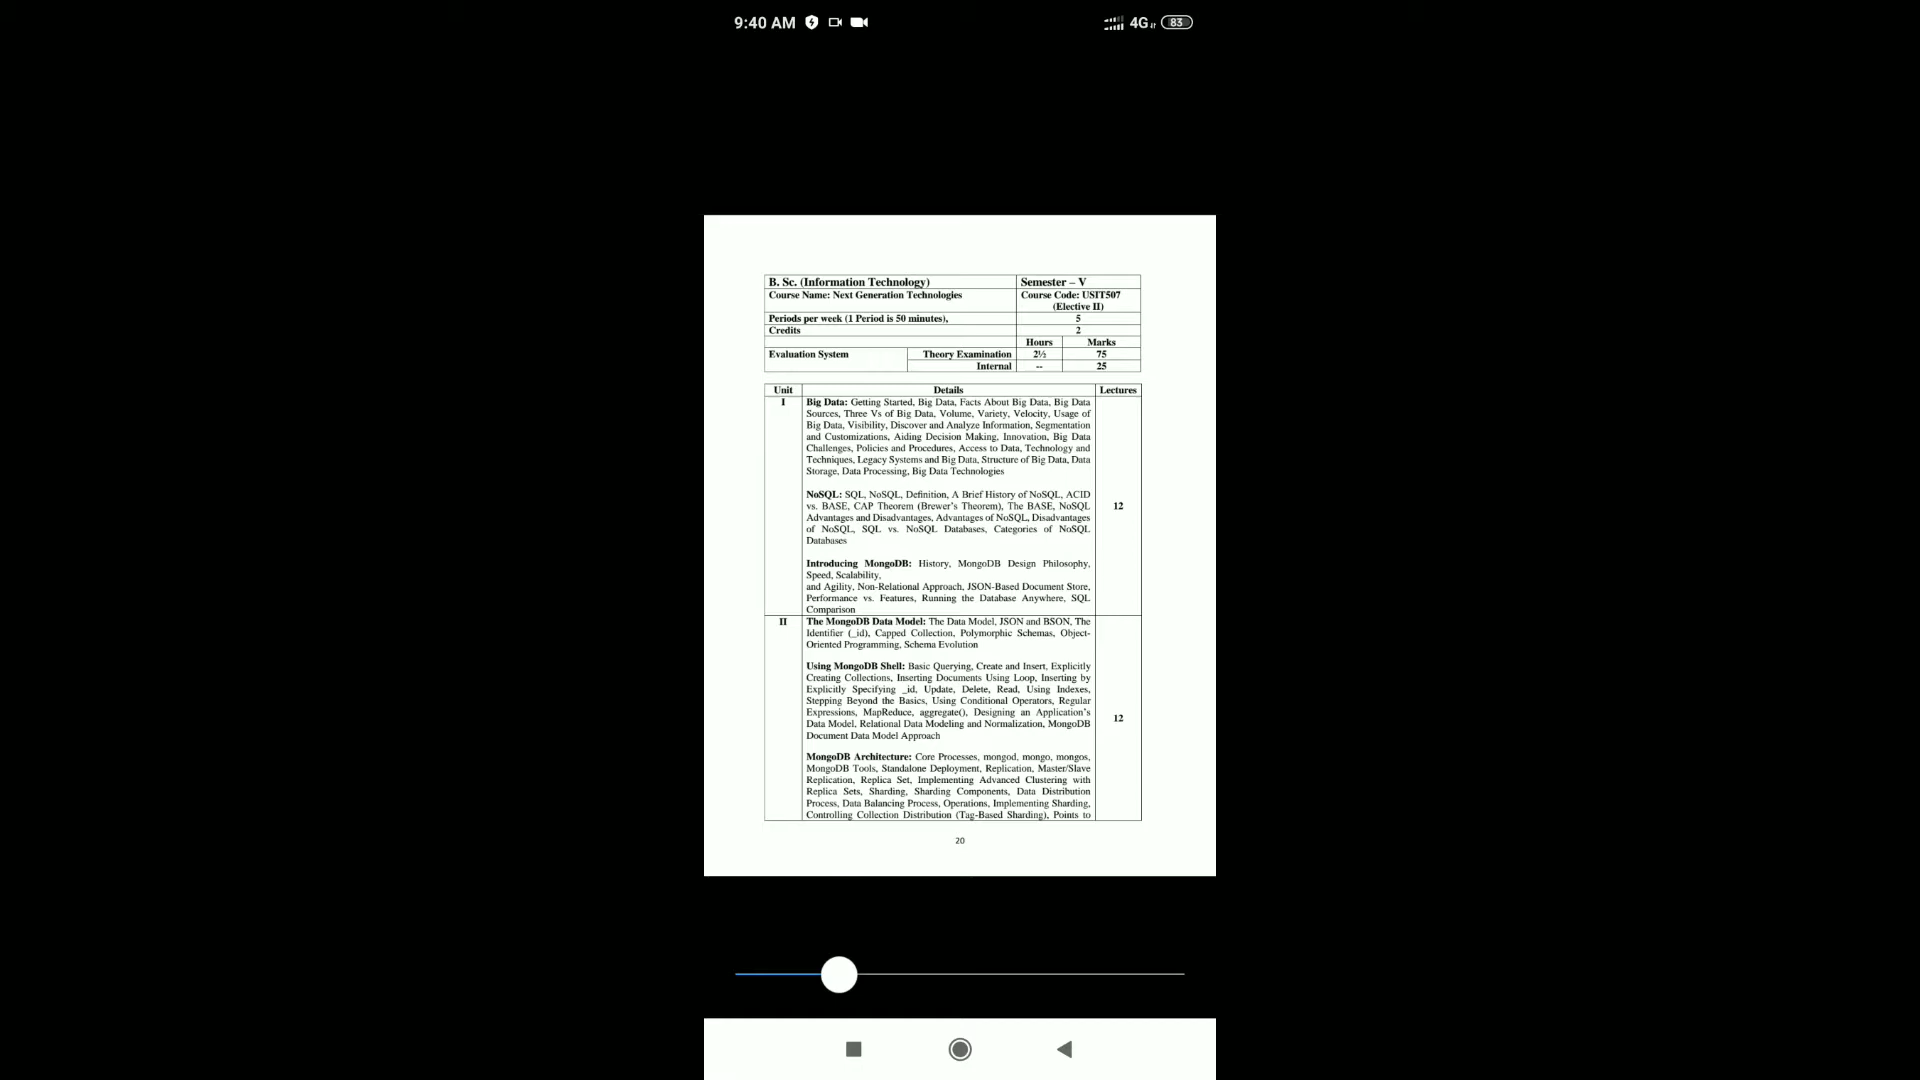 9:40 AM 4G 83
B. Sc. (Information Technology) Semester – V
Course Name: Next Generation Technologies Course Code: USIT507
(Elective II)
Periods per week (1 Period is 50 minutes), 5
Credits 2
Hours Marks
Evaluation System Theory Examination 2½ 75
Internal -- 25
Unit Details Lectures
I Big Data: Getting Started, Big Data, Facts About Big Data, Big Data
Sources, Three Vs of Big Data, Volume, Variety, Velocity, Usage of
Big Data, Visibility, Discover and Analyze Information, Segmentation
and Customizations, Aiding Decision Making, Innovation, Big Data
Challenges, Policies and Procedures, Access to Data, Technology and
Techniques, Legacy Systems and Big Data, Structure of Big Data, Data
Storage, Data Processing, Big Data Technologies
NoSQL: SQL, NoSQL, Definition, A Brief History of NoSQL, ACID
vs. BASE, CAP Theorem (Brewer's Theorem), The BASE, NoSQL 12
Advantages and Disadvantages, Advantages of NoSQL, Disadvantages
of NoSQL, SQL vs. NoSQL Databases, Categories of NoSQL
Databases
Introducing MongoDB: History, MongoDB Design Philosophy,
Speed, Scalability,
and Agility, Non-Relational Approach, JSON-Based Document Store,
Performance vs. Features, Running the Database Anywhere, SQL
Comparison
II The MongoDB Data Model: The Data Model, JSON and BSON, The
Identifier (_id), Capped Collection, Polymorphic Schemas, Object-
Oriented Programming, Schema Evolution
Using MongoDB Shell: Basic Querying, Create and Insert, Explicitly
Creating Collections, Inserting Documents Using Loop, Inserting by
Explicitly Specifying _id, Update, Delete, Read, Using Indexes,
Stepping Beyond the Basics, Using Conditional Operators, Regular
Expressions, MapReduce, aggregate(), Designing an Application's
Data Model, Relational Data Modeling and Normalization, MongoDB 12
Document Data Model Approach
MongoDB Architecture: Core Processes, mongod, mongo, mongos,
MongoDB Tools, Standalone Deployment, Replication, Master/Slave
Replication, Replica Set, Implementing Advanced Clustering with
Replica Sets, Sharding, Sharding Components, Data Distribution
Process, Data Balancing Process, Operations, Implementing Sharding,
Controlling Collection Distribution (Tag-Based Sharding), Points to
20